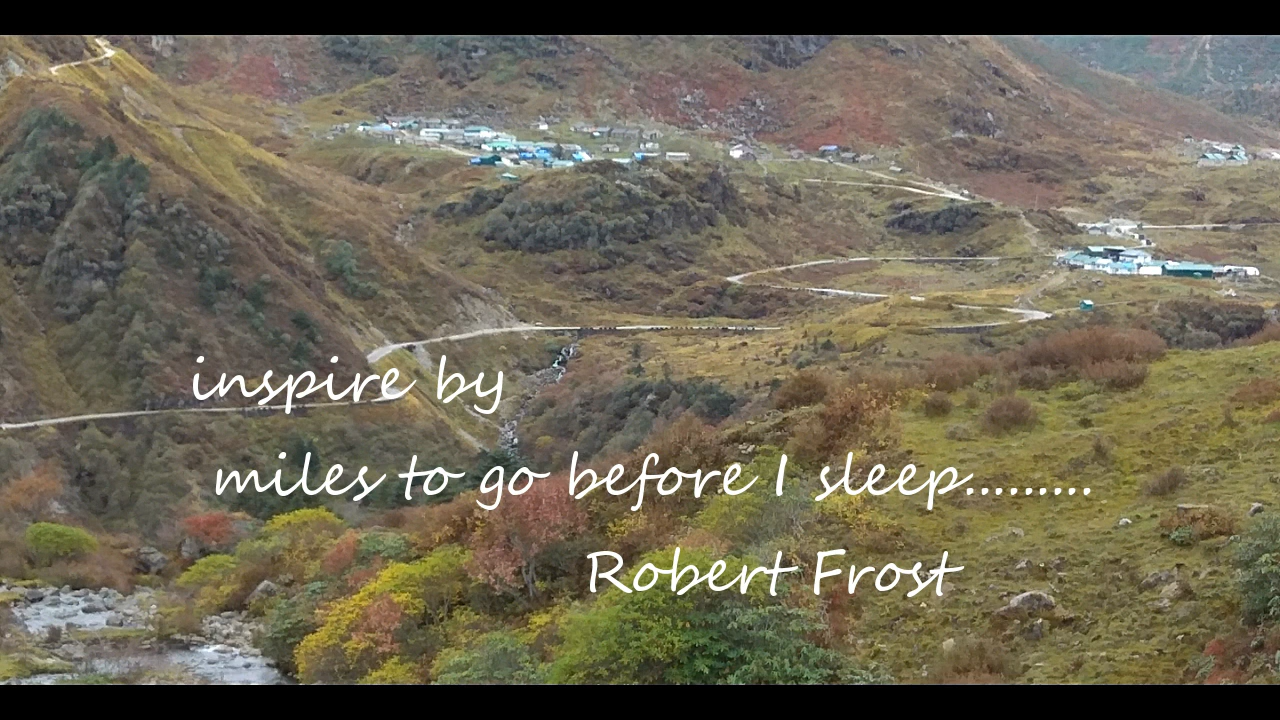 inspire by
miles to go before I sleep.........
Robert Frost